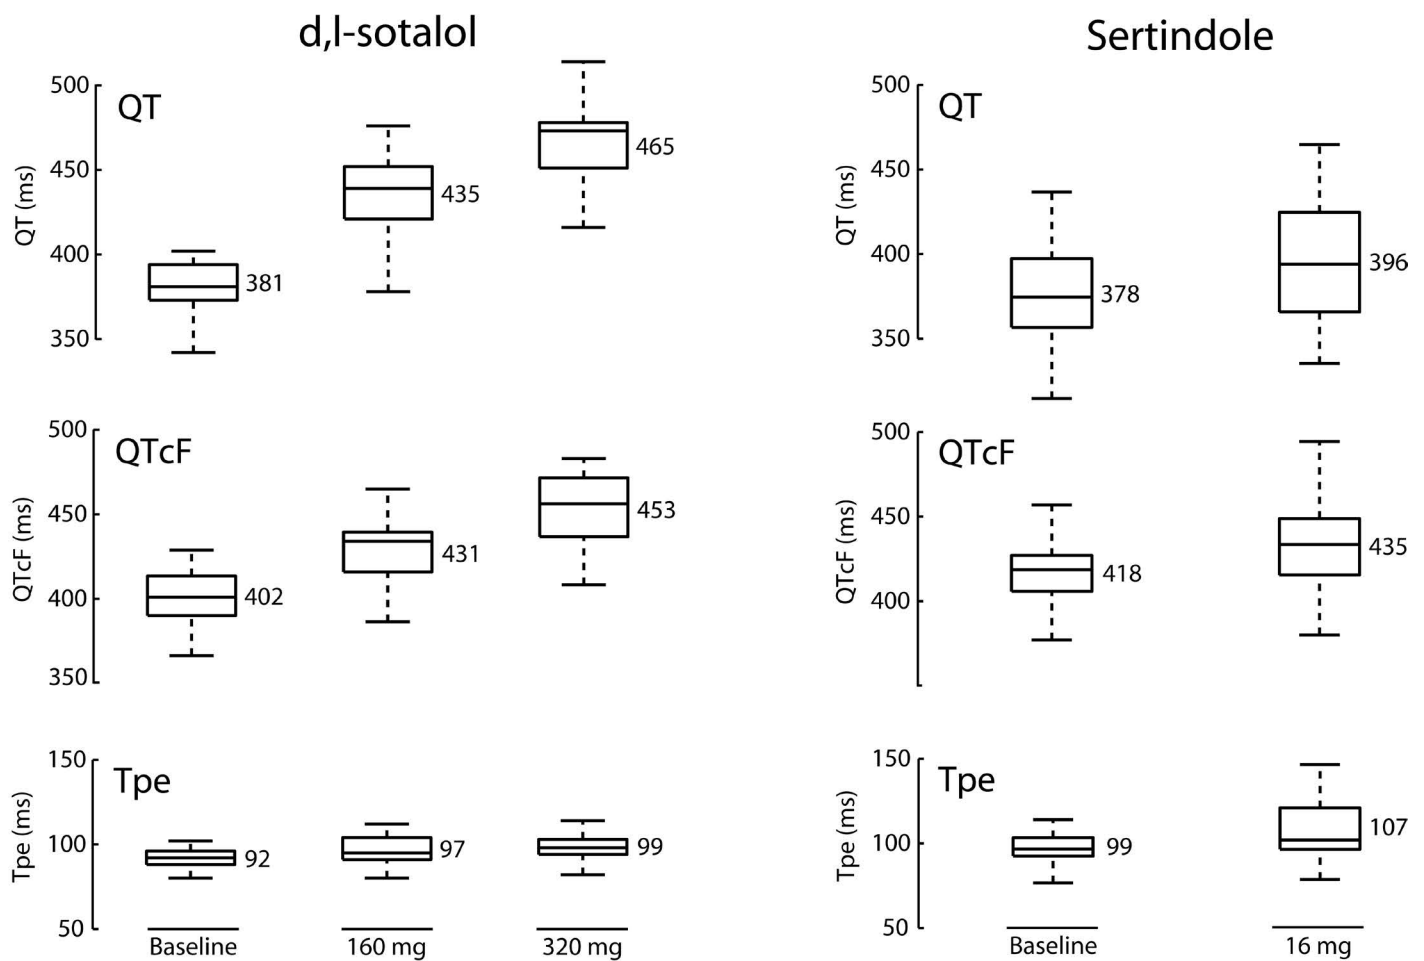 d,l-sotalol
Sertindole
QT
QT (ms)
500
450
400
350
381
435
465
QT
QT (ms)
500
450
400
350
378
396
QTcF
QTcF (ms)
500
450
400
350
402
431
453
QTcF
QTcF (ms)
500
450
400
418
435
Tpe
Tpe (ms)
150
100
50
92
97
99
Baseline
160 mg
320 mg
Tpe
Tpe (ms)
150
100
50
99
107
Baseline
16 mg